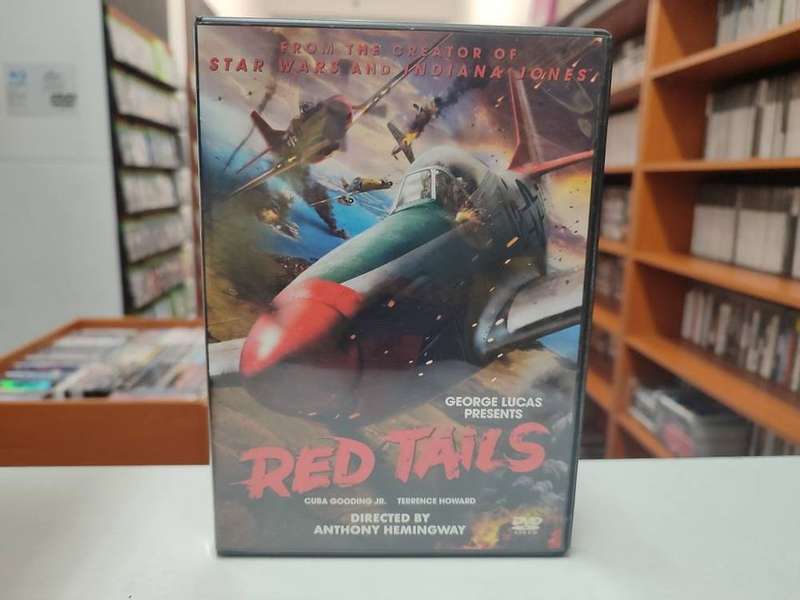 FROM THE CREATOR OF
STAR WARS AND INDIANA JONES
GEORGE LUCAS
PRESENTS
RED TAILS
CUBA GOODING JR. TERRENCE HOWARD
DIRECTED BY
ANTHONY HEMINGWAY
DVD